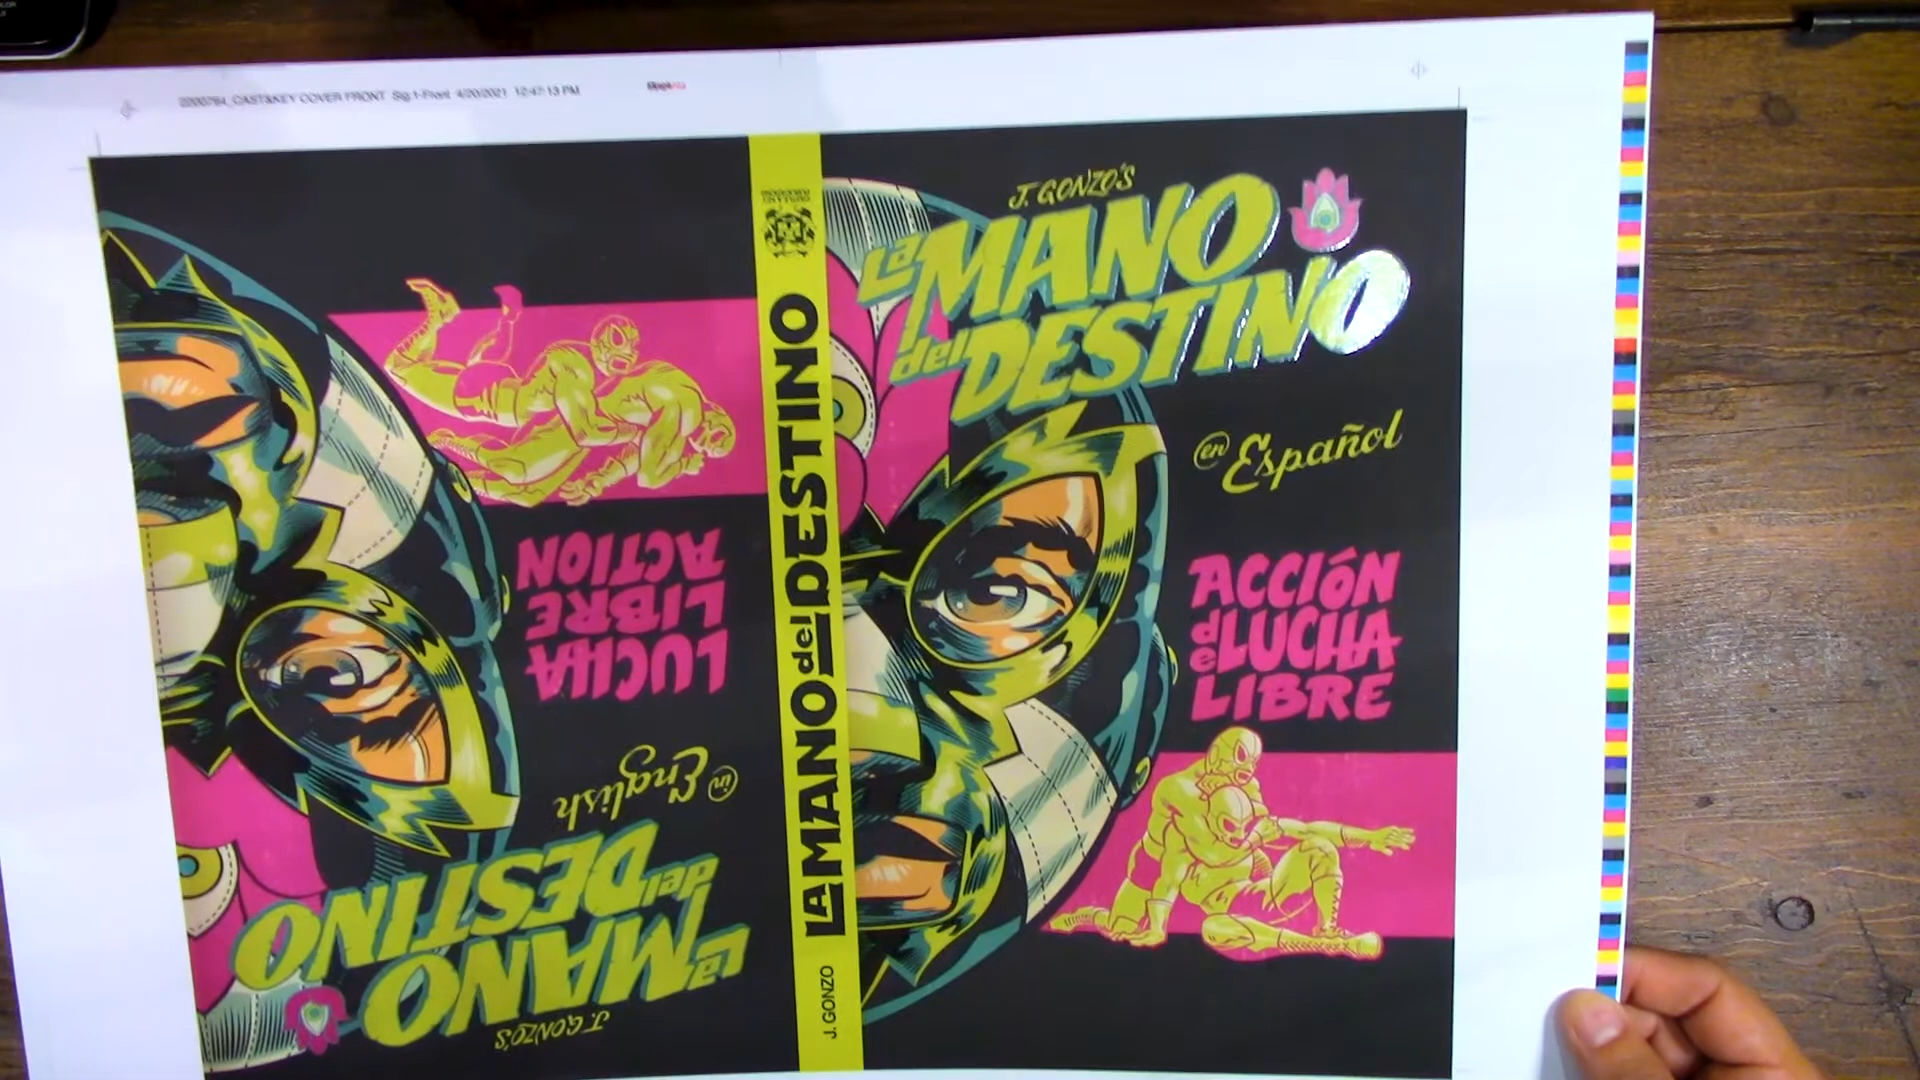 2200784_CAST&KEY COVER FRONT Sig.1-Front 4/20/2021 12:47:13 PM
J. GONZO'S
La MANO
del DESTINO
en Español
ACCIÓN
de LUCHA
LIBRE
LA MANO del DESTINO
J. GONZO
J. GONZO'S
La MANO
del DESTINO
in English
LUCHA
LIBRE
ACTION